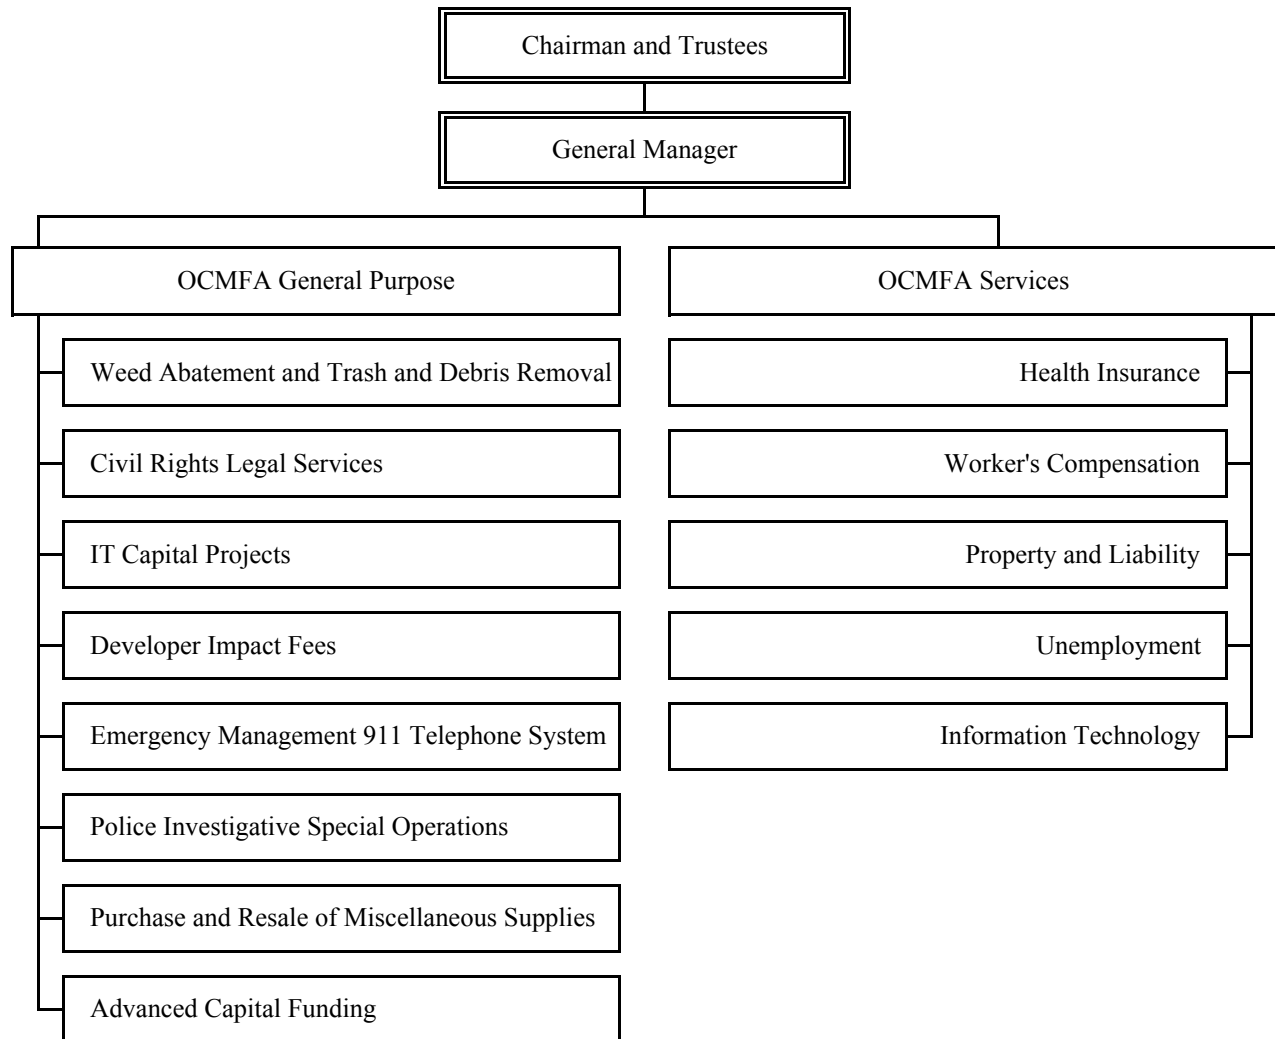 Chairman and Trustees
General Manager
OCMFA General Purpose
Weed Abatement and Trash and Debris Removal
Civil Rights Legal Services
IT Capital Projects
Developer Impact Fees
Emergency Management 911 Telephone System
Police Investigative Special Operations
Purchase and Resale of Miscellaneous Supplies
Advanced Capital Funding
OCMFA Services
Health Insurance
Worker's Compensation
Property and Liability
Unemployment
Information Technology